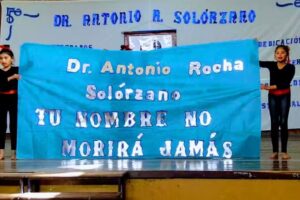 DR. ANTONIO R. SOLÓRZANO
Dr. Antonio Rocha
Solórzano
TU NOMBRE NO
MORIRÁ JAMÁS